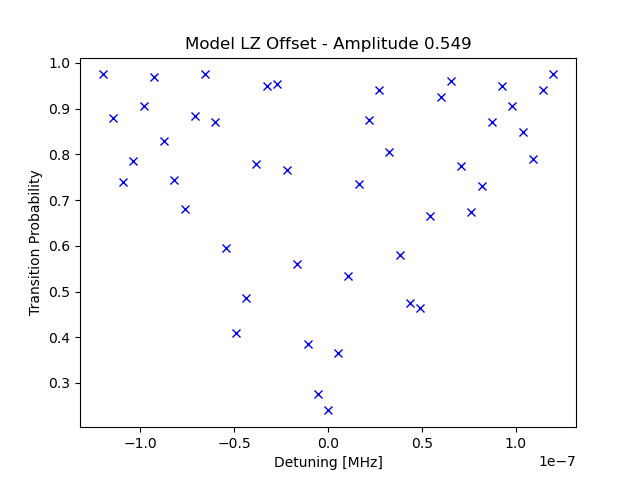 Model LZ Offset - Amplitude 0.549
1.0
0.9
0.8
0.7
0.6
0.5
0.4
0.3
Transition Probability
−1.0 −0.5 0.0 0.5 1.0
1e−7
Detuning [MHz]